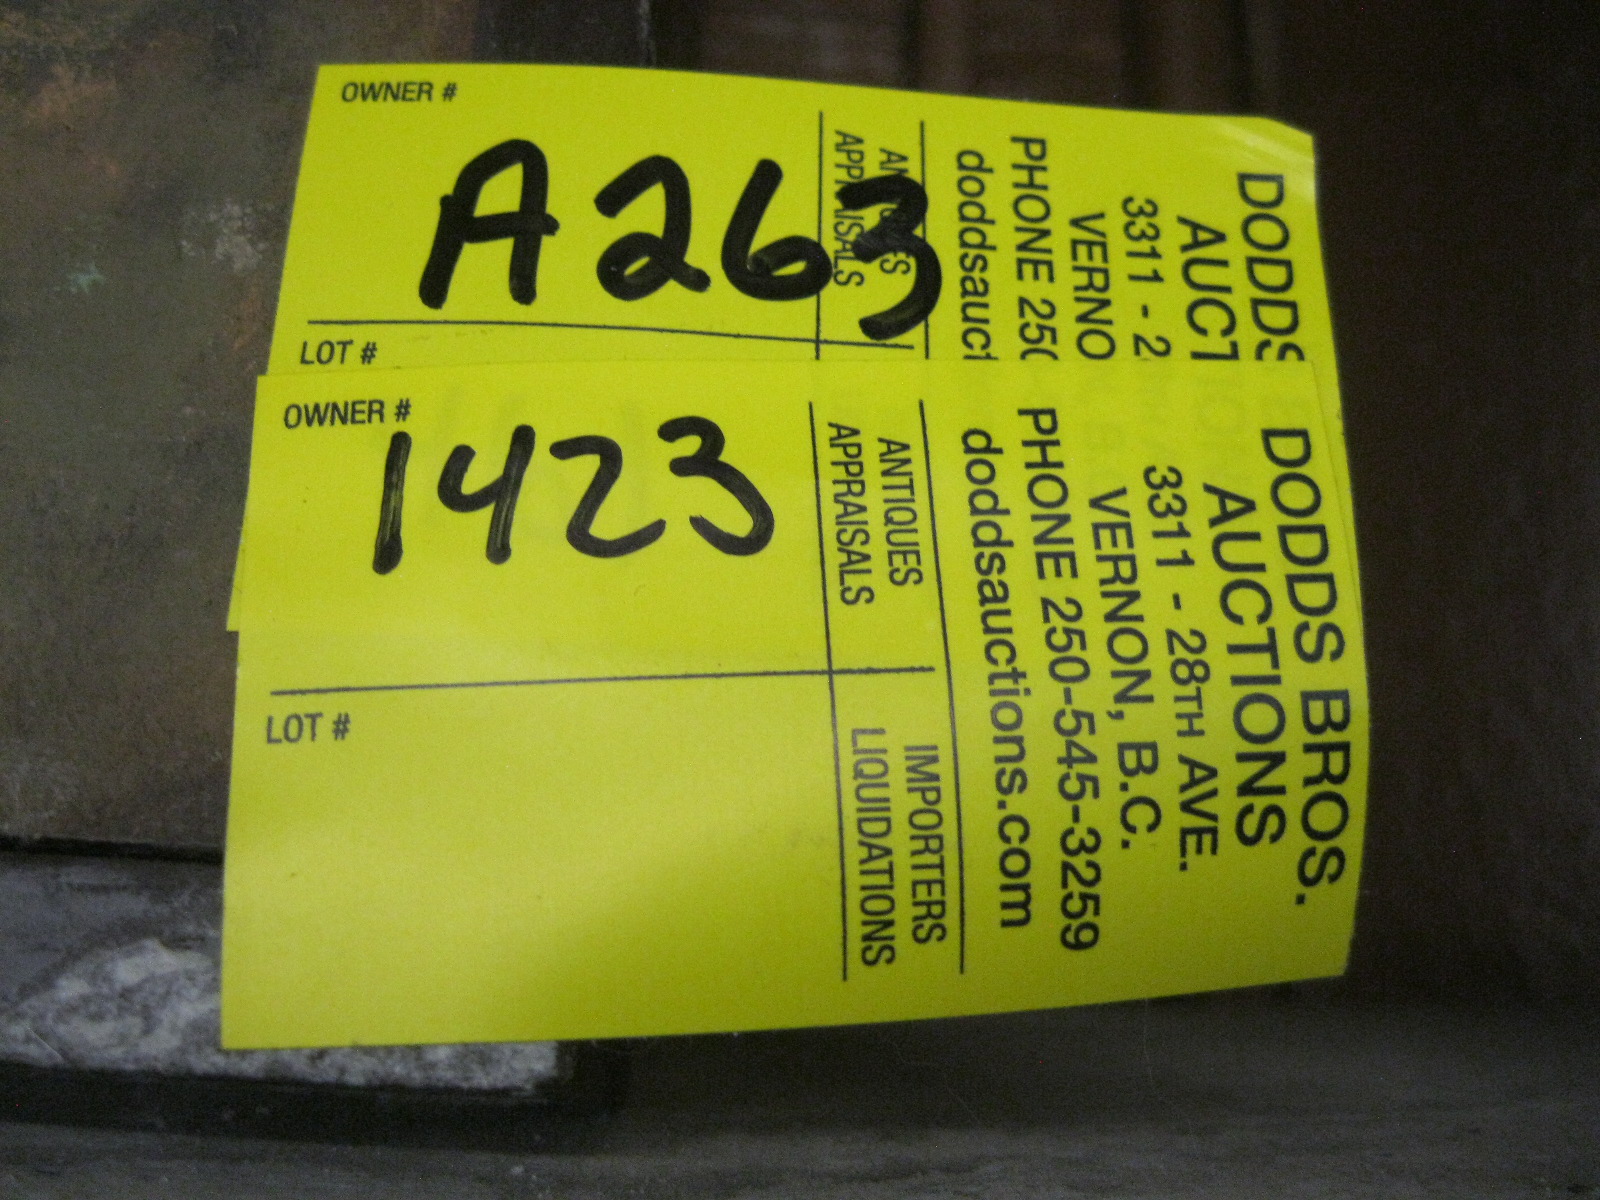 OWNER #
A263
LOT #
ANTIQUES
APPRAISALS
DODDS
AUCT
3311 - 2
VERNO
PHONE 250
doddsauct
OWNER #
1423
LOT #
ANTIQUES
APPRAISALS
IMPORTERS
LIQUIDATIONS
DODDS BROS.
AUCTIONS
3311 - 28TH AVE.
VERNON, B.C.
PHONE 250-545-3259
doddsauctions.com